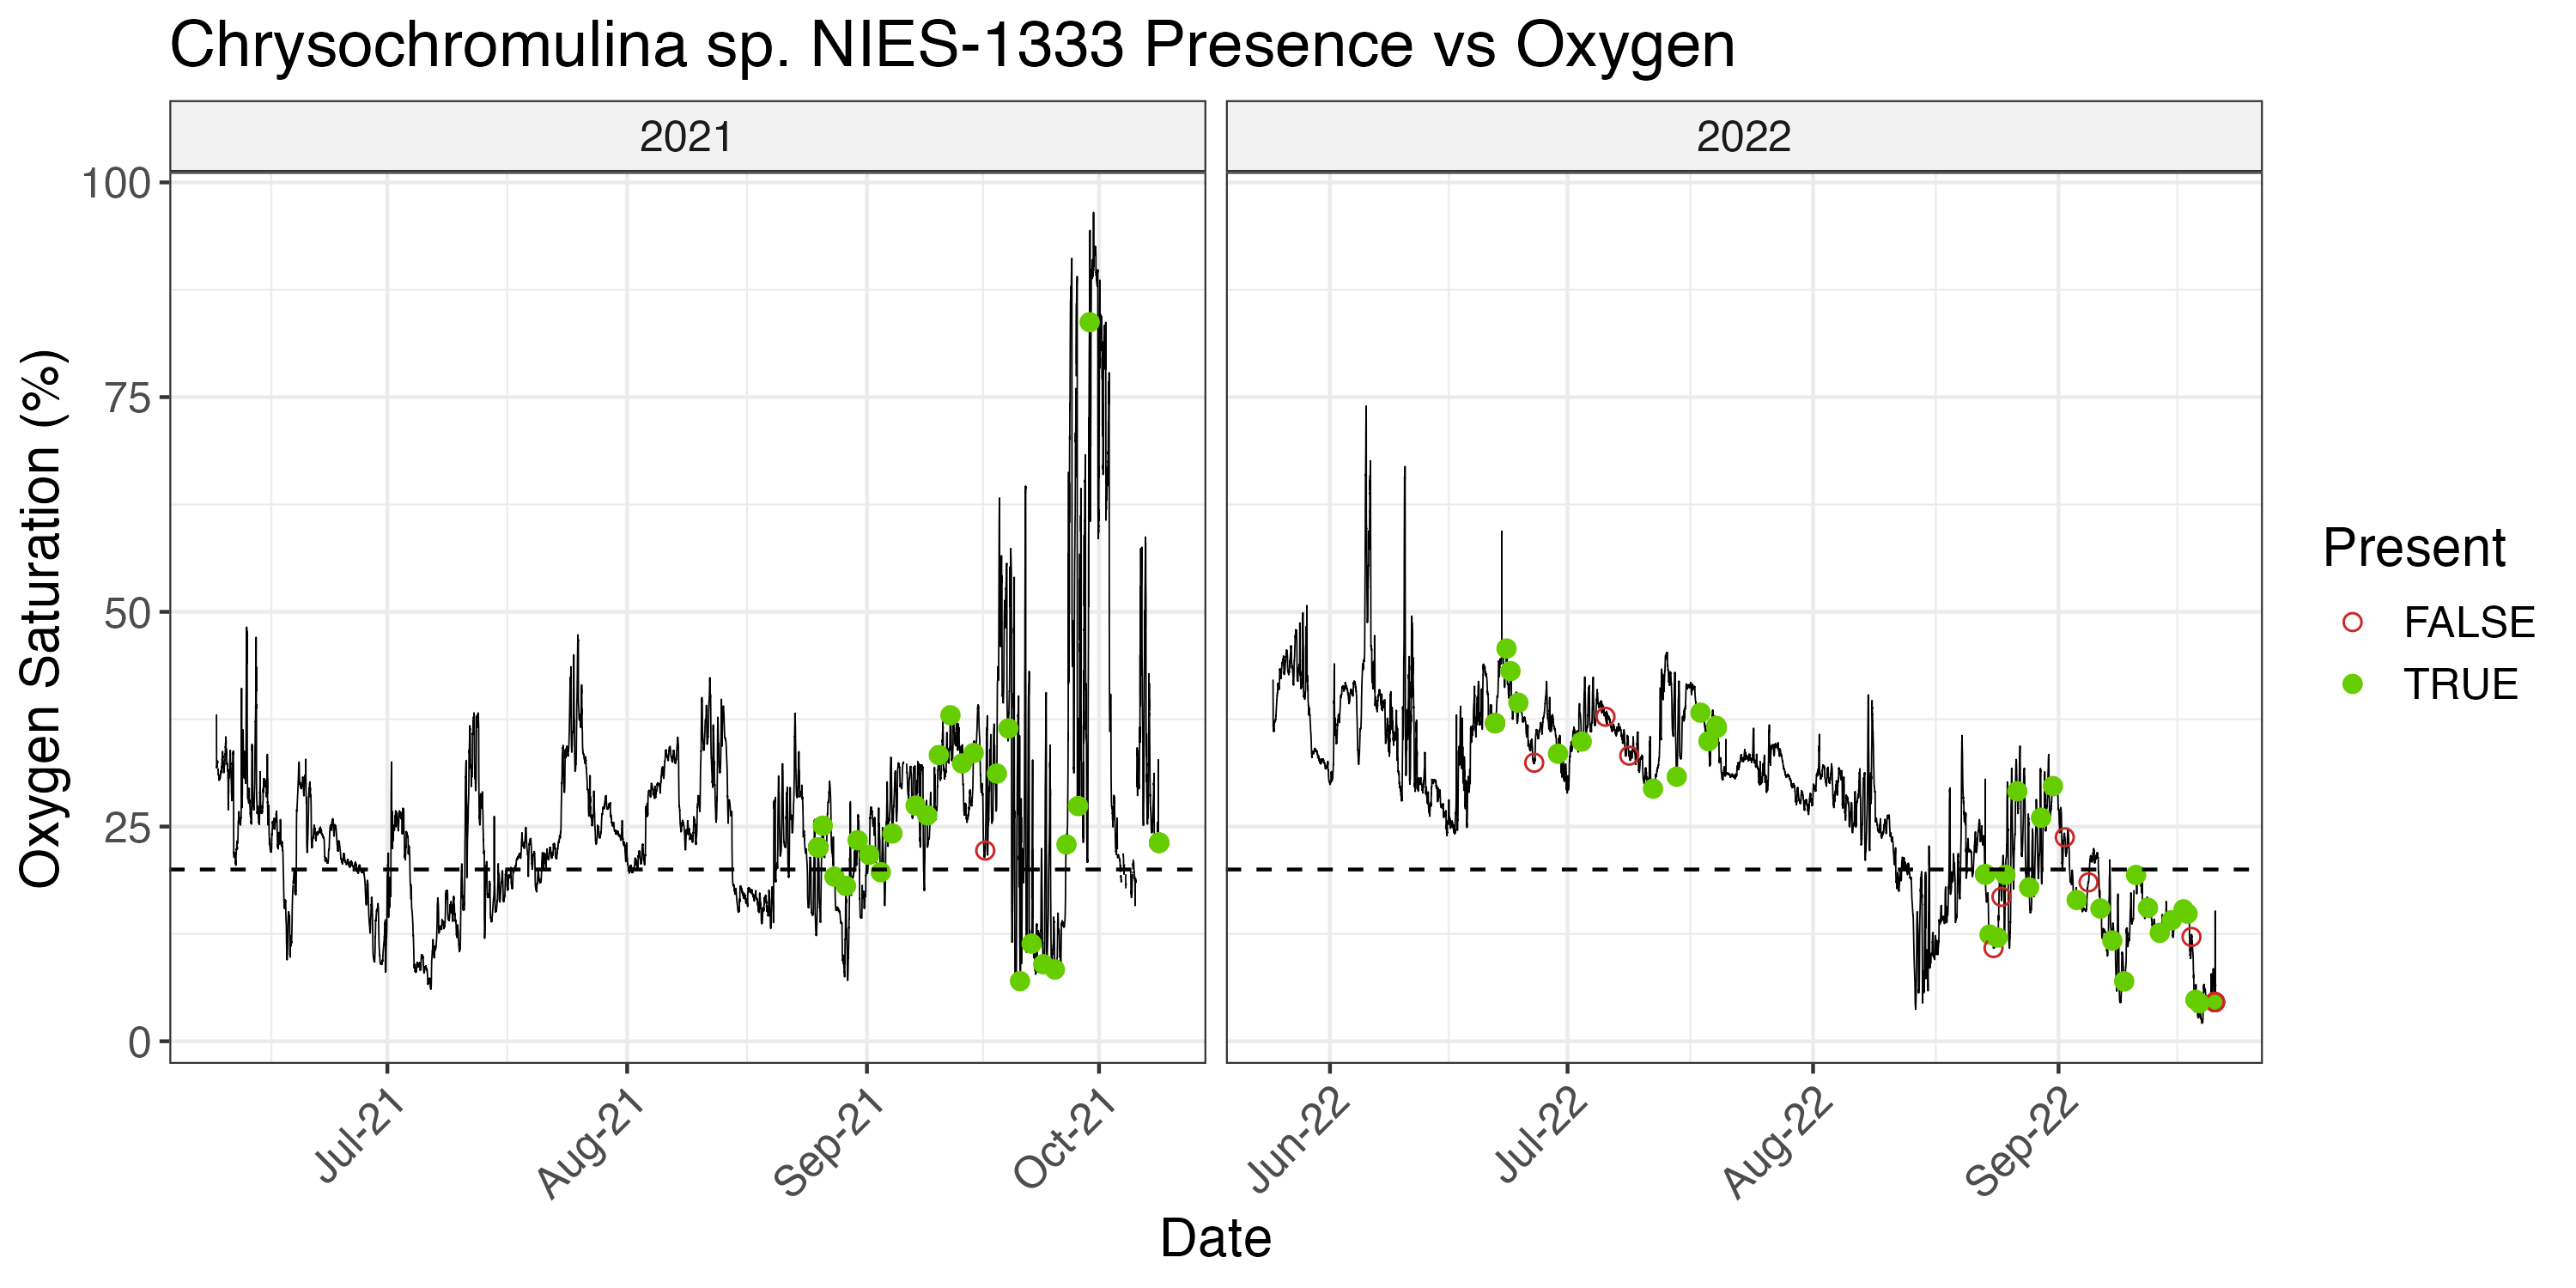 Chrysochromulina sp. NIES-1333 Presence vs Oxygen
2021
2022
Oxygen Saturation (%)
100
75
50
25
0
Jul-21
Aug-21
Sep-21
Oct-21
Jun-22
Jul-22
Aug-22
Sep-22
Date
Present
FALSE
TRUE